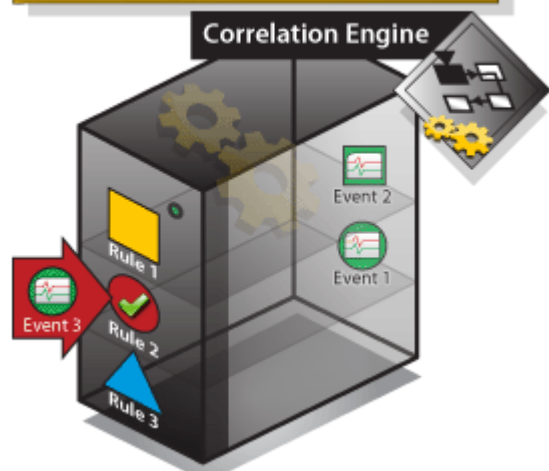 Correlation Engine
Event 2
Rule 1
Event 1
Event 3
Rule 2
Rule 3